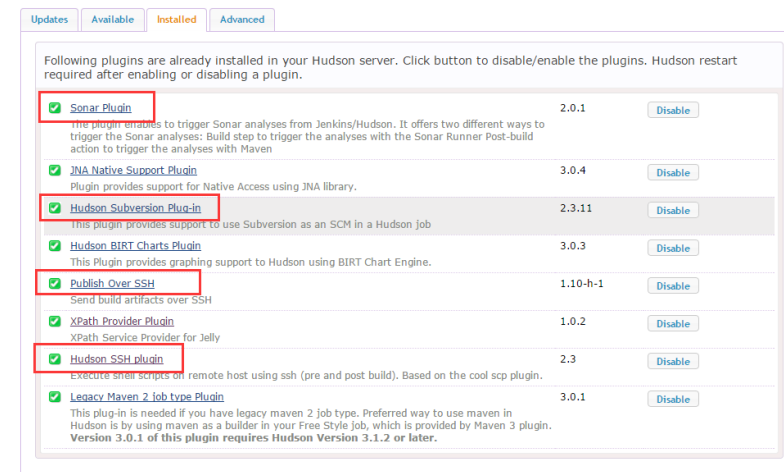 Updates Available Installed Advanced
Following plugins are already installed in your Hudson server. Click button to disable/enable the plugins. Hudson restart
required after enabling or disabling a plugin.
Sonar Plugin 2.0.1 Disable
The plugin enables to trigger Sonar analyses from Jenkins/Hudson. It offers two different ways to
trigger the Sonar analyses: Build step to trigger the analyses with the Sonar Runner Post-build
action to trigger the analyses with Maven
JNA Native Support Plugin 3.0.4 Disable
Plugin provides support for Native Access using JNA library.
Hudson Subversion Plug-in 2.3.11 Disable
This plugin provides support to use Subversion as an SCM in a Hudson job
Hudson BIRT Charts Plugin 3.0.3 Disable
This Plugin provides graphing support to Hudson using BIRT Chart Engine.
Publish Over SSH 1.10-h-1 Disable
Send build artifacts over SSH
XPath Provider Plugin 1.0.2 Disable
XPath Service Provider for Jelly
Hudson SSH plugin 2.3 Disable
Execute shell scripts on remote host using ssh (pre and post build). Based on the cool scp plugin.
Legacy Maven 2 job type Plugin 3.0.1 Disable
This plug-in is needed if you have legacy maven 2 job type. Preferred way to use maven in
Hudson is by using maven as a builder in your Free Style job, which is provided by Maven 3 plugin.
Version 3.0.1 of this plugin requires Hudson Version 3.1.2 or later.